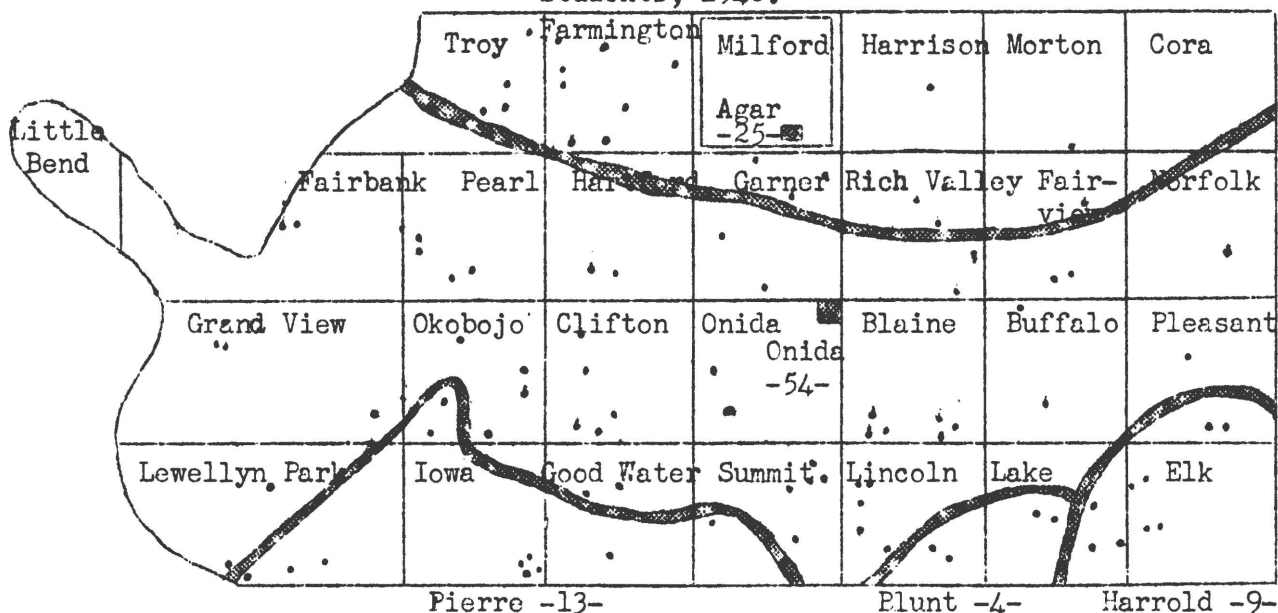 Troy Farmington Milford Harrison Morton Cora
Agar
-25-
Little
Bend
Fairbank Pearl Garner Rich Valley Fair- Norfolk
view
Grand View Okobojo Clifton Onida Blaine Buffalo Pleasant
Onida
-54-
Lewellyn Park Iowa Good Water Summit Lincoln Lake Elk
Pierre -13- Blunt -4- Harrold -9-